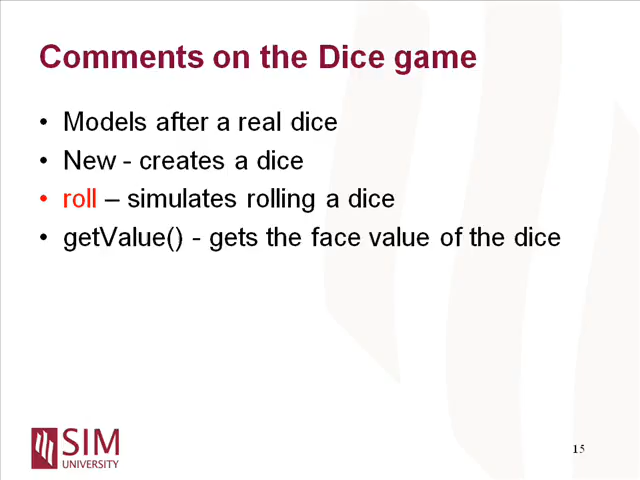 Comments on the Dice game
• Models after a real dice
• New - creates a dice
• roll – simulates rolling a dice
• getValue() - gets the face value of the dice
SIM
UNIVERSITY
15